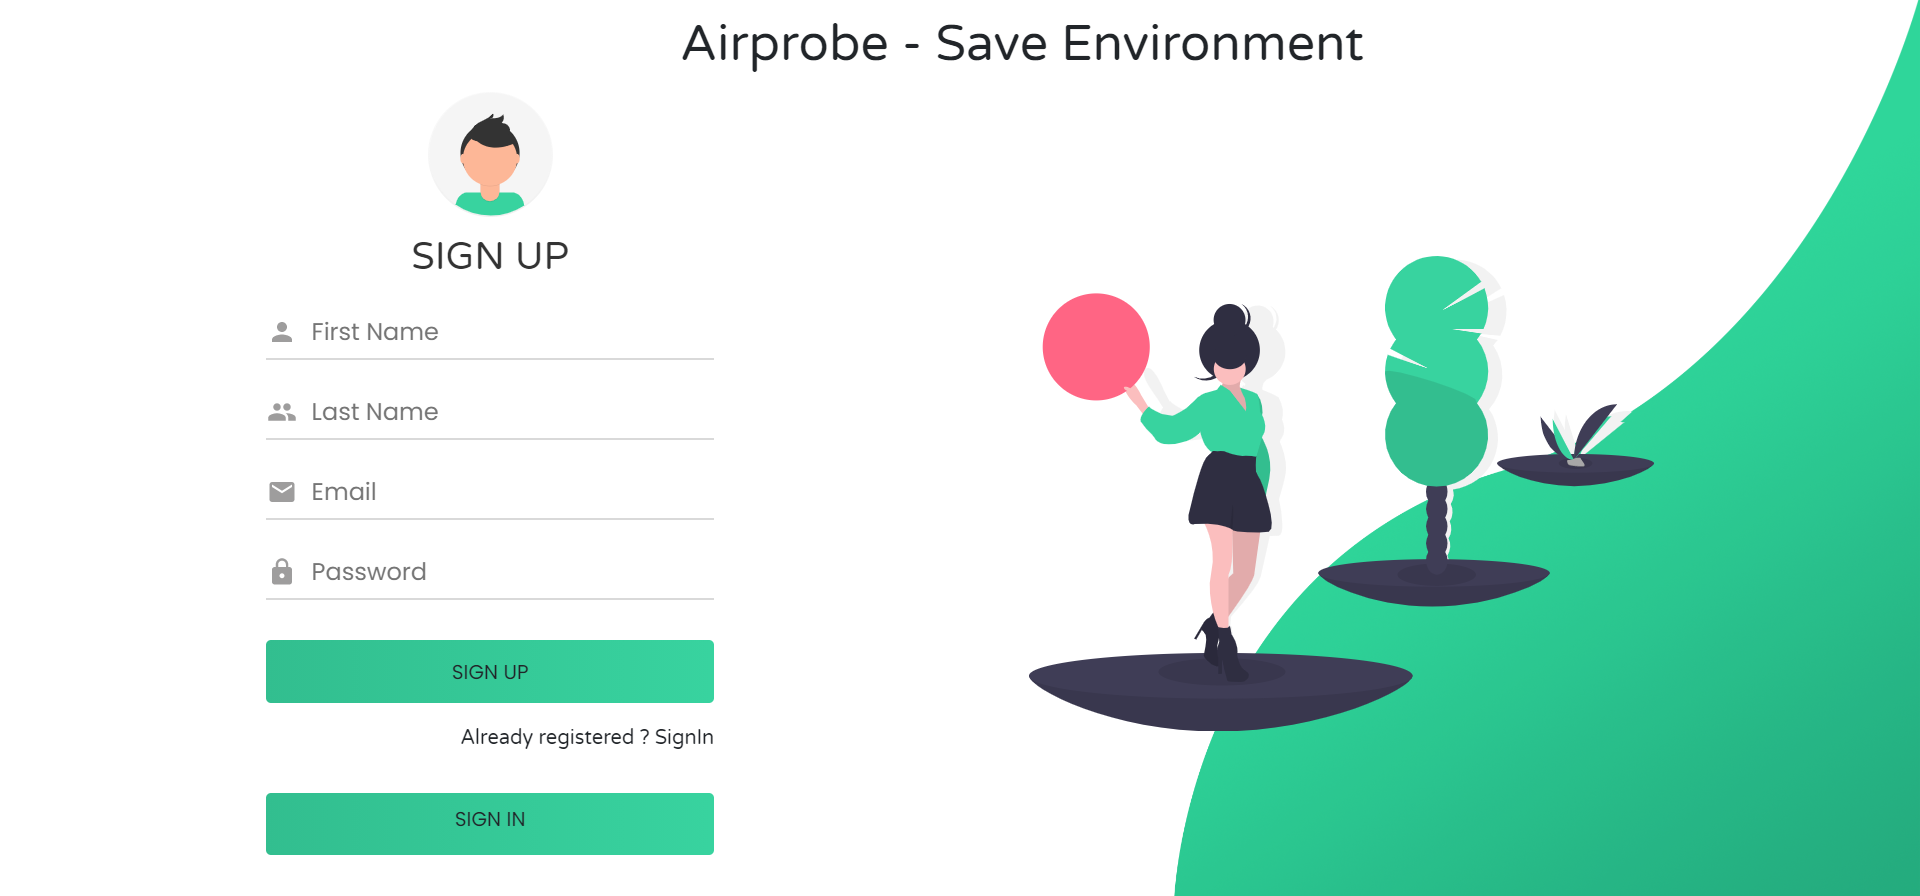 Airprobe - Save Environment
SIGN UP
First Name
Last Name
Email
Password
SIGN UP
Already registered ? SignIn
SIGN IN